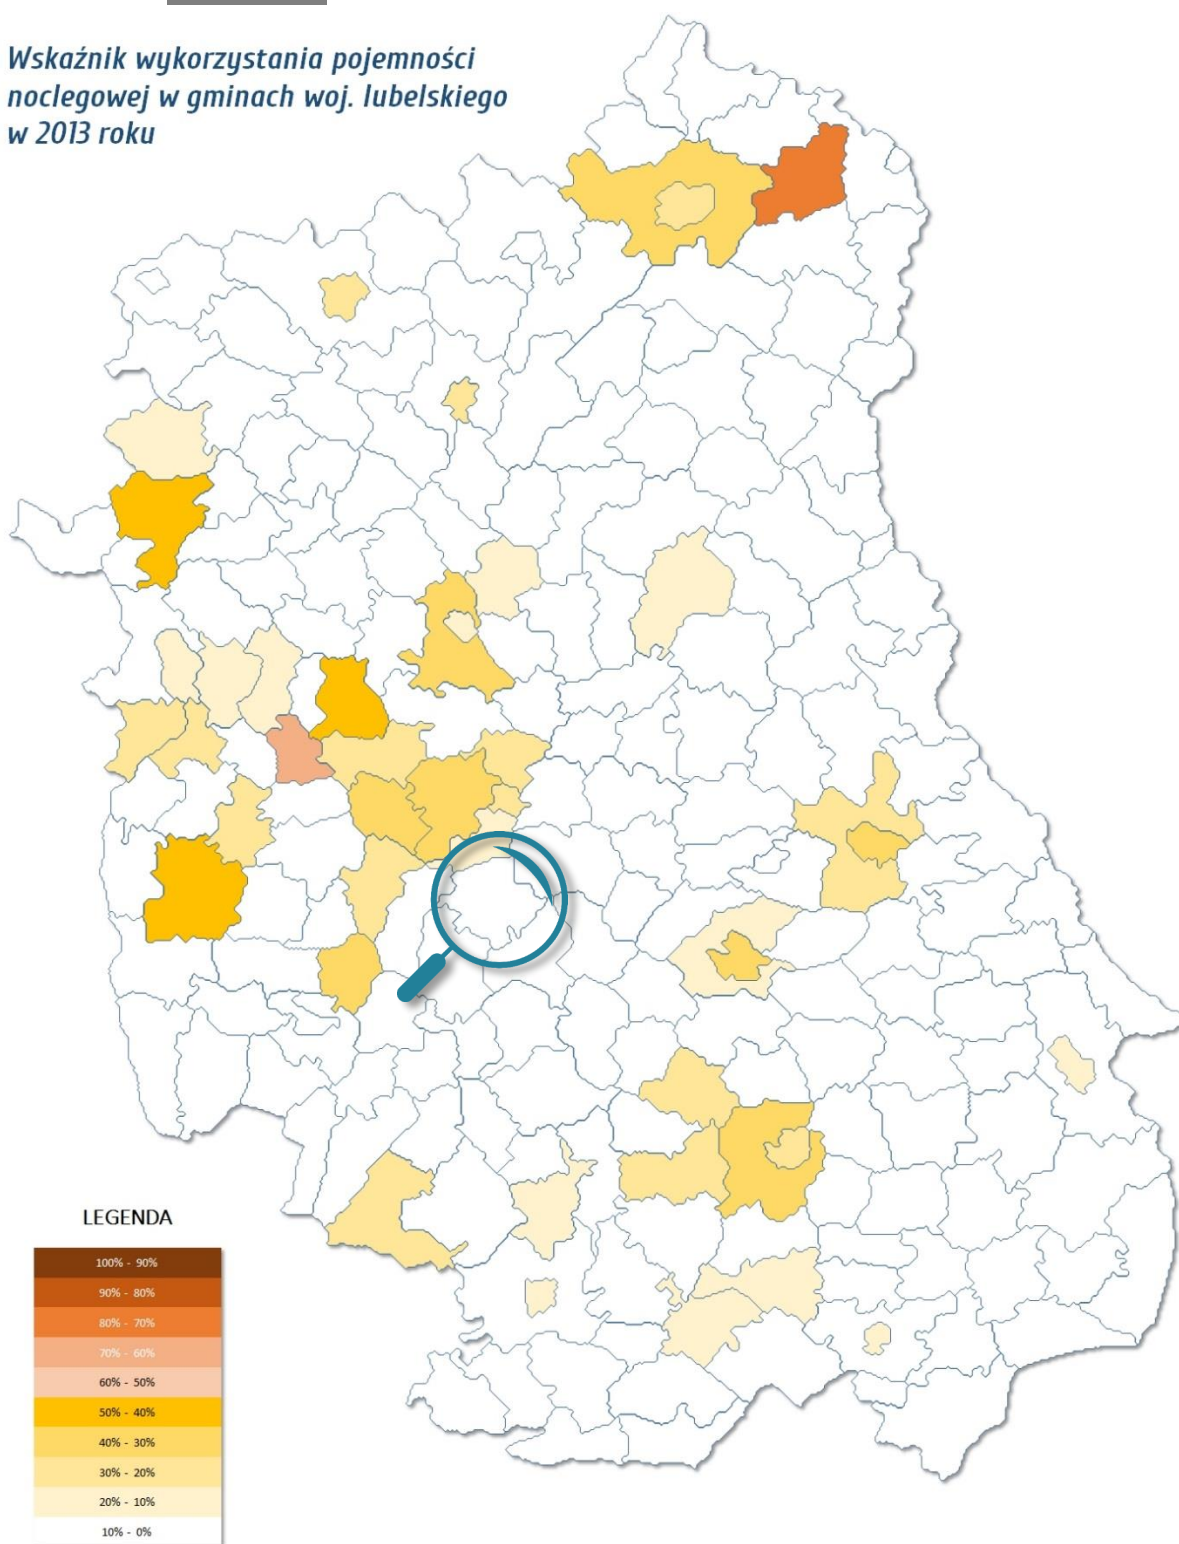 Wskaźnik wykorzystania pojemności
noclegowej w gminach woj. lubelskiego
w 2013 roku
LEGENDA
100% - 90%
90% - 80%
80% - 70%
70% - 60%
60% - 50%
50% - 40%
40% - 30%
30% - 20%
20% - 10%
10% - 0%